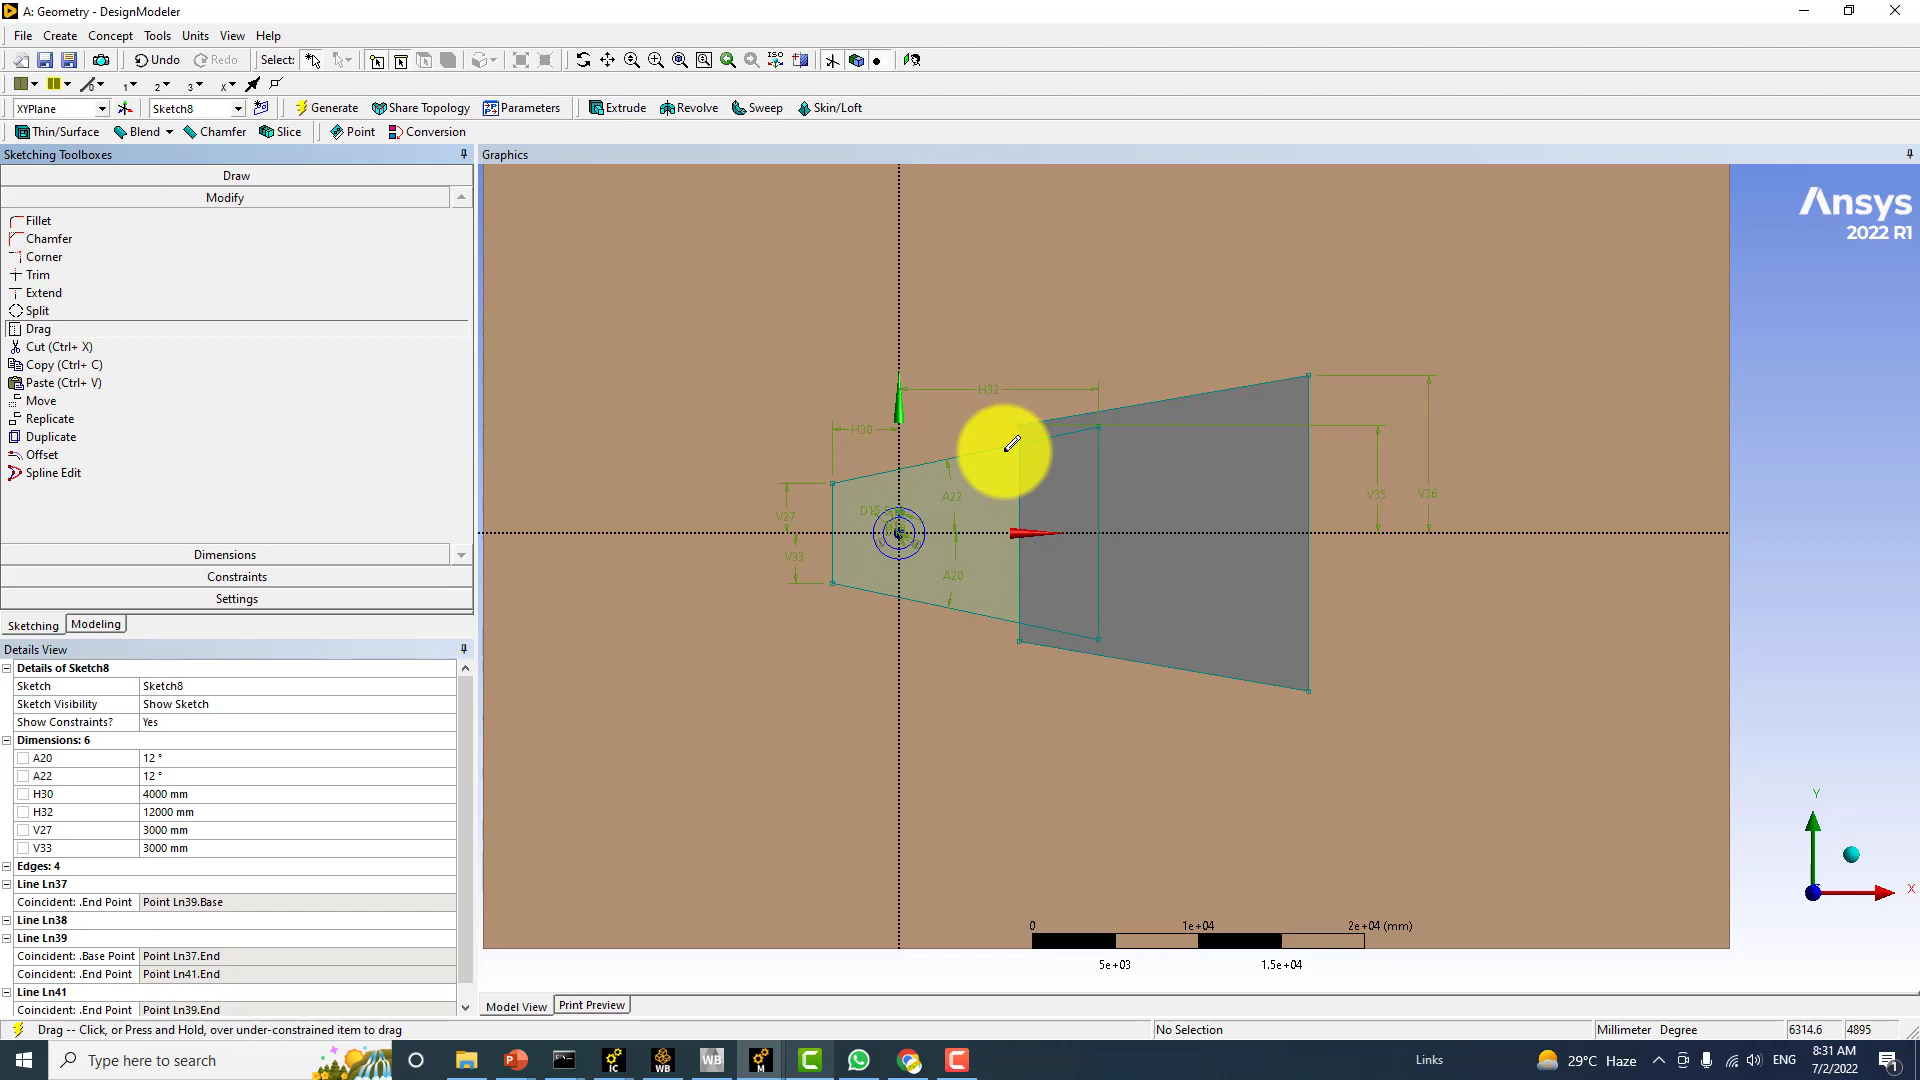 A: Geometry - DesignModeler
File Create Concept Tools Units View Help
Undo Redo Select:
XYPlane Sketch8 Generate Share Topology Parameters Extrude Revolve Sweep Skin/Loft
Thin/Surface Blend Chamfer Slice Point Conversion
Sketching Toolboxes
Draw
Modify
Fillet
Chamfer
Corner
Trim
Extend
Split
Drag
Cut (Ctrl+ X)
Copy (Ctrl+ C)
Paste (Ctrl+ V)
Move
Replicate
Duplicate
Offset
Spline Edit
Dimensions
Constraints
Settings
Sketching Modeling
Details View
Details of Sketch8
Sketch Sketch8
Sketch Visibility Show Sketch
Show Constraints? Yes
Dimensions: 6
A20 12 °
A22 12 °
H30 4000 mm
H32 12000 mm
V27 3000 mm
V33 3000 mm
Edges: 4
Line Ln37
Coincident: .End Point Point Ln39.Base
Line Ln38
Line Ln39
Coincident: .Base Point Point Ln37.End
Coincident: .End Point Point Ln41.End
Line Ln41
Coincident: .End Point Point Ln39.End
Graphics
Ansys
2022 R1
H32
H30
A22
V27
V33
A20
V35
V36
Y
X
0 1e+04 2e+04 (mm)
5e+03 1.5e+04
Model View Print Preview
Drag -- Click, or Press and Hold, over under-constrained item to drag
No Selection
Millimeter Degree 6314.6 4895
Type here to search
IC
WB
WB
M
Links
29°C Haze
ENG
8:31 AM
7/2/2022
1